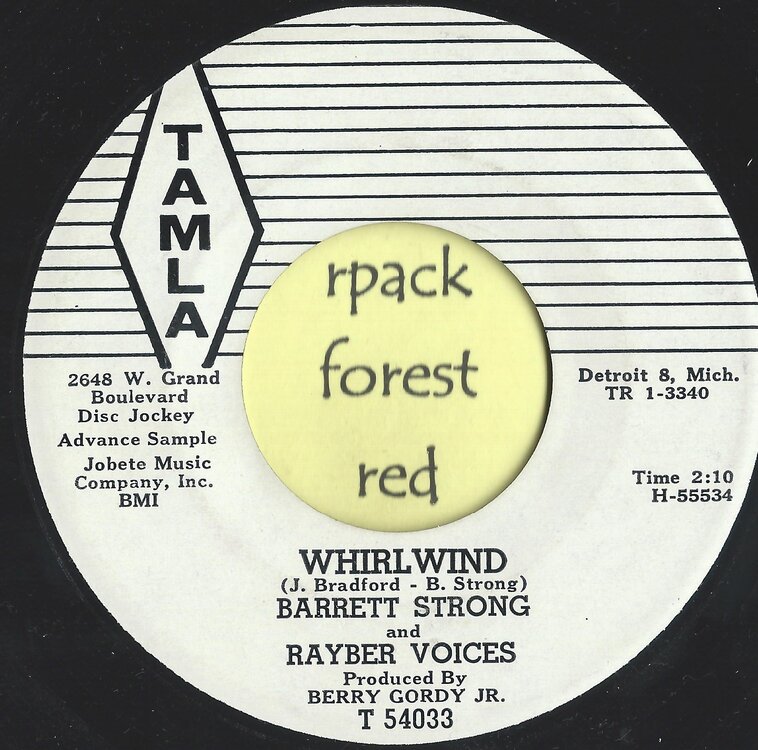 TAMLA
2648 W. Grand
Boulevard
Disc Jockey
Advance Sample
Jobete Music
Company, Inc.
BMI
rpack
forest
red
Detroit 8, Mich.
TR 1-3340
Time 2:10
H-55534
WHIRLWIND
(J. Bradford - B. Strong)
BARRETT STRONG
and
RAYBER VOICES
Produced By
BERRY GORDY JR.
T 54033